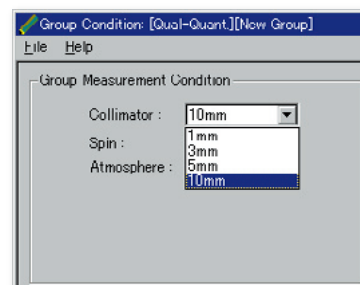 Group Condition: [Qual-Quant.][New Group]
File Help
Group Measurement Condition
Collimator : 10mm
1mm
Spin :
3mm
Atmosphere : 5mm
10mm